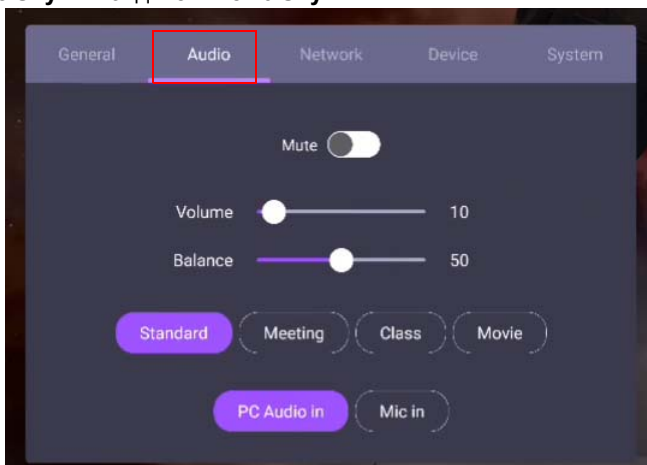 General Audio Network Device System
Mute
Volume 10
Balance 50
Standard Meeting Class Movie
PC Audio in Mic in